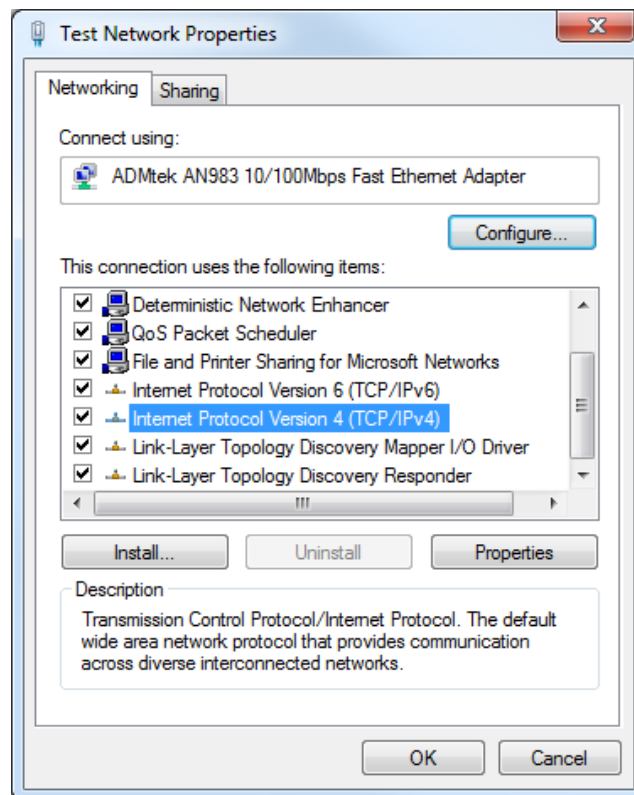 Test Network Properties
Networking
Sharing
Connect using:
ADMtek AN983 10/100Mbps Fast Ethernet Adapter
Configure...
This connection uses the following items:
Deterministic Network Enhancer
QoS Packet Scheduler
File and Printer Sharing for Microsoft Networks
Internet Protocol Version 6 (TCP/IPv6)
Internet Protocol Version 4 (TCP/IPv4)
Link-Layer Topology Discovery Mapper I/O Driver
Link-Layer Topology Discovery Responder
Install...
Uninstall
Properties
Description
Transmission Control Protocol/Internet Protocol. The default
wide area network protocol that provides communication
across diverse interconnected networks.
OK
Cancel